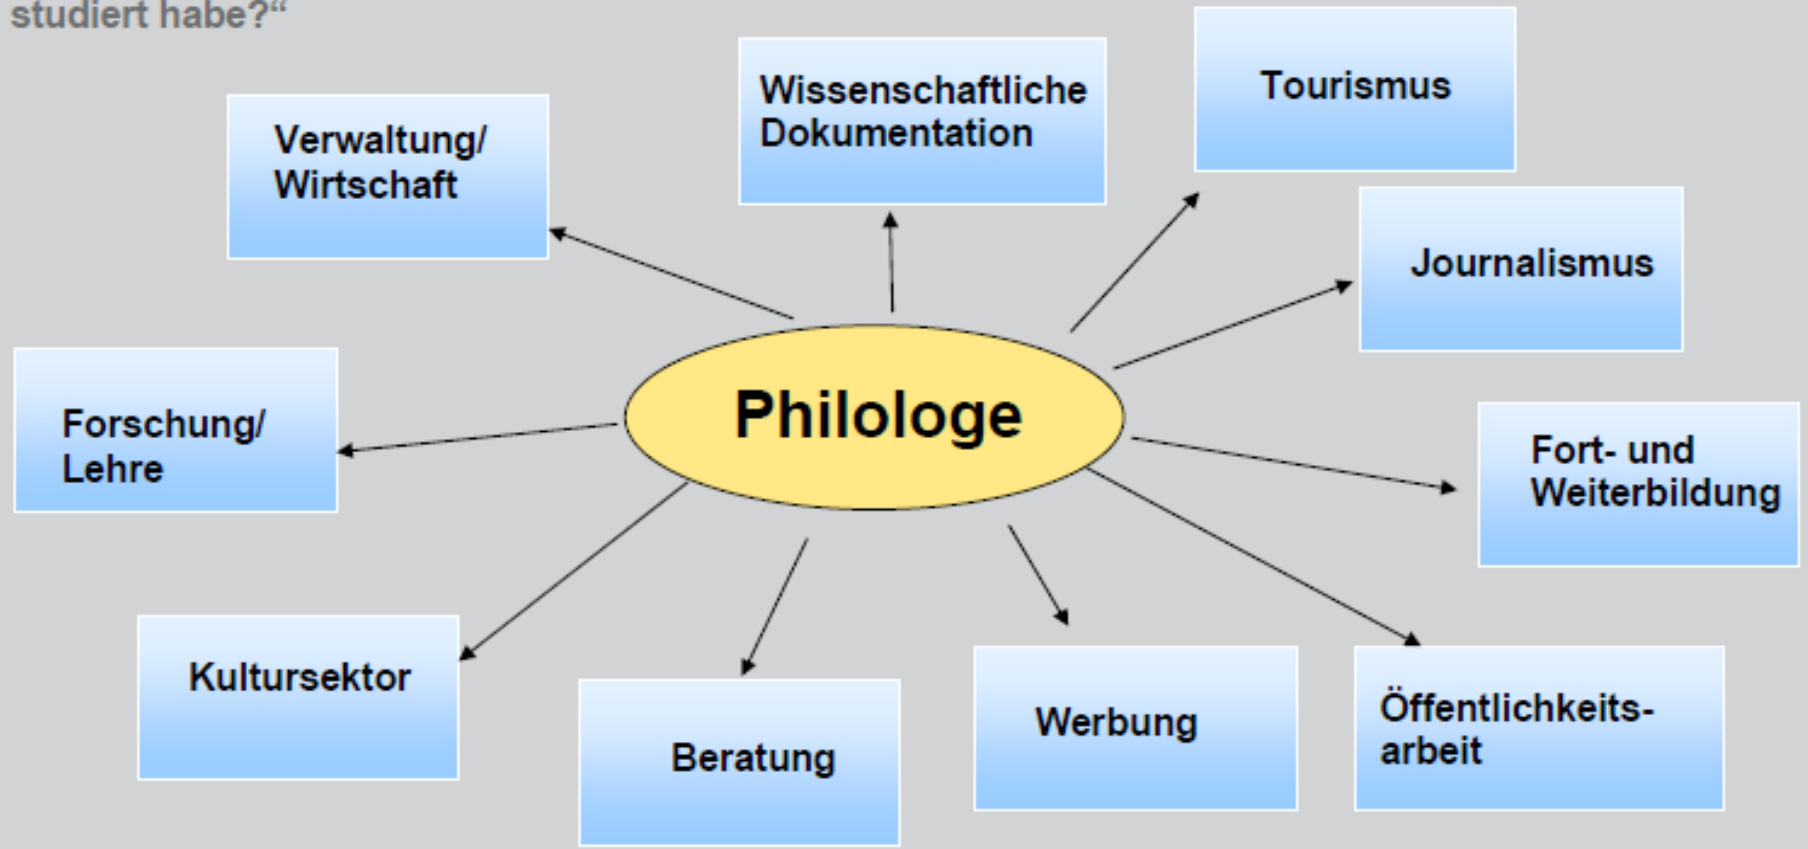 studiert habe?“
Wissenschaftliche
Dokumentation
Tourismus
Verwaltung/
Wirtschaft
Journalismus
Philologe
Forschung/
Lehre
Fort- und
Weiterbildung
Kultursektor
Beratung
Werbung
Öffentlichkeits-
arbeit